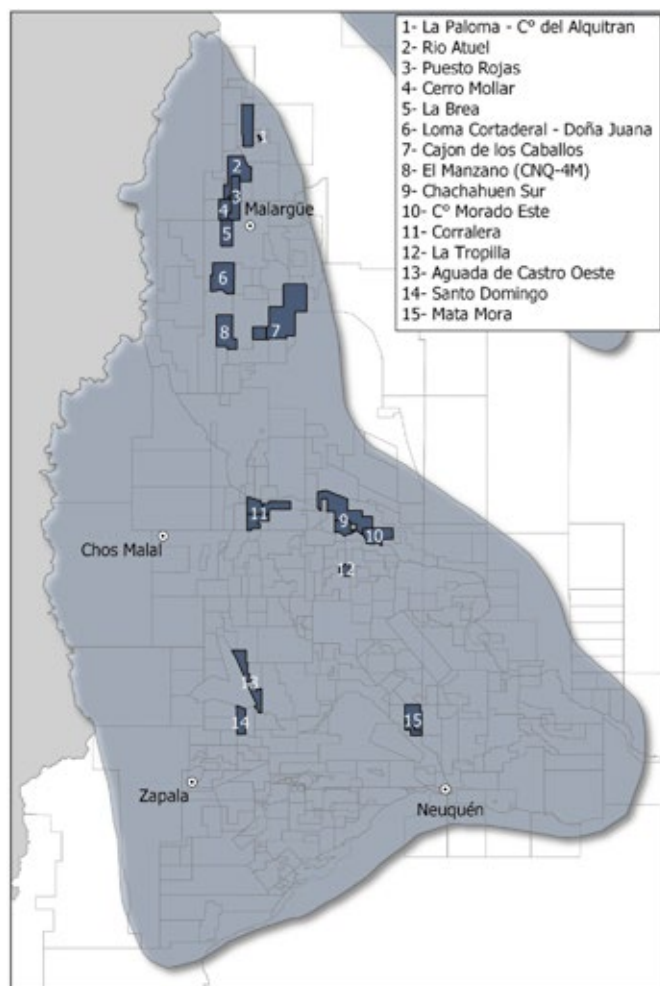 1- La Paloma - Cº del Alquitran
2- Rio Atuel
3- Puesto Rojas
4- Cerro Mollar
5- La Brea
6- Loma Cortaderal - Doña Juana
7- Cajon de los Caballos
8- El Manzano (CNQ-4M)
9- Chachahuen Sur
10- Cº Morado Este
11- Corralera
12- La Tropilla
13- Aguada de Castro Oeste
14- Santo Domingo
15- Mata Mora
1
2
3
4
Malargüe
5
6
7
8
11
9
10
Chos Malal
12
13
14
15
Zapala
Neuquén